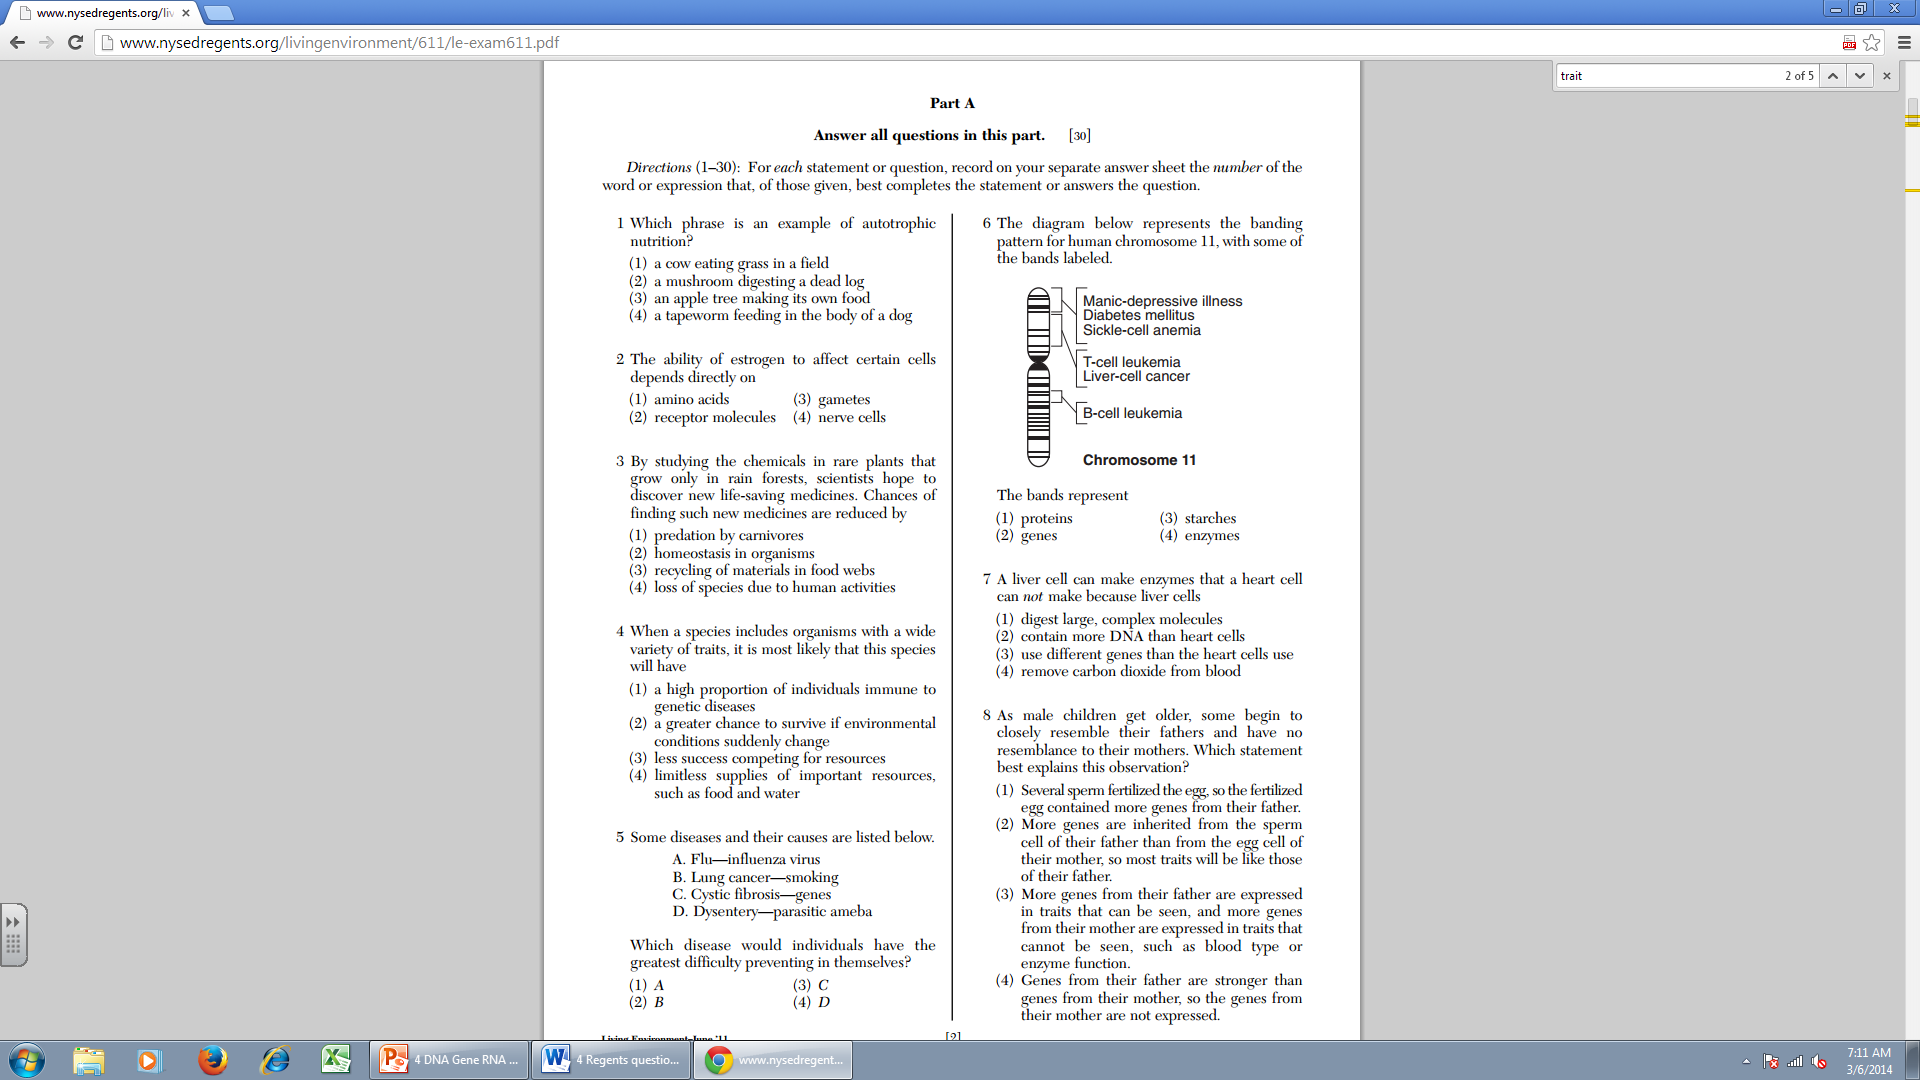 www.nysedregents.org/liv
www.nysedregents.org/livingenvironment/611/le-exam611.pdf
trait 2 of 5
Part A
Answer all questions in this part. [30]
Directions (1–30): For each statement or question, record on your separate answer sheet the number of the
word or expression that, of those given, best completes the statement or answers the question.
1 Which phrase is an example of autotrophic
nutrition?
(1) a cow eating grass in a field
(2) a mushroom digesting a dead log
(3) an apple tree making its own food
(4) a tapeworm feeding in the body of a dog
2 The ability of estrogen to affect certain cells
depends directly on
(1) amino acids (3) gametes
(2) receptor molecules (4) nerve cells
3 By studying the chemicals in rare plants that
grow only in rain forests, scientists hope to
discover new life-saving medicines. Chances of
finding such new medicines are reduced by
(1) predation by carnivores
(2) homeostasis in organisms
(3) recycling of materials in food webs
(4) loss of species due to human activities
4 When a species includes organisms with a wide
variety of traits, it is most likely that this species
will have
(1) a high proportion of individuals immune to
genetic diseases
(2) a greater chance to survive if environmental
conditions suddenly change
(3) less success competing for resources
(4) limitless supplies of important resources,
such as food and water
5 Some diseases and their causes are listed below.
A. Flu—influenza virus
B. Lung cancer—smoking
C. Cystic fibrosis—genes
D. Dysentery—parasitic ameba
Which disease would individuals have the
greatest difficulty preventing in themselves?
(1) A (3) C
(2) B (4) D
6 The diagram below represents the banding
pattern for human chromosome 11, with some of
the bands labeled.
Manic-depressive illness
Diabetes mellitus
Sickle-cell anemia
T-cell leukemia
Liver-cell cancer
B-cell leukemia
Chromosome 11
The bands represent
(1) proteins (3) starches
(2) genes (4) enzymes
7 A liver cell can make enzymes that a heart cell
can not make because liver cells
(1) digest large, complex molecules
(2) contain more DNA than heart cells
(3) use different genes than the heart cells use
(4) remove carbon dioxide from blood
8 As male children get older, some begin to
closely resemble their fathers and have no
resemblance to their mothers. Which statement
best explains this observation?
(1) Several sperm fertilized the egg, so the fertilized
egg contained more genes from their father.
(2) More genes are inherited from the sperm
cell of their father than from the egg cell of
their mother, so most traits will be like those
of their father.
(3) More genes from their father are expressed
in traits that can be seen, and more genes
from their mother are expressed in traits that
cannot be seen, such as blood type or
enzyme function.
(4) Genes from their father are stronger than
genes from their mother, so the genes from
their mother are not expressed.
Living Environment–June '11 [2]
4 DNA Gene RNA ...
4 Regents questio...
www.nysedregent...
7:11 AM
3/6/2014